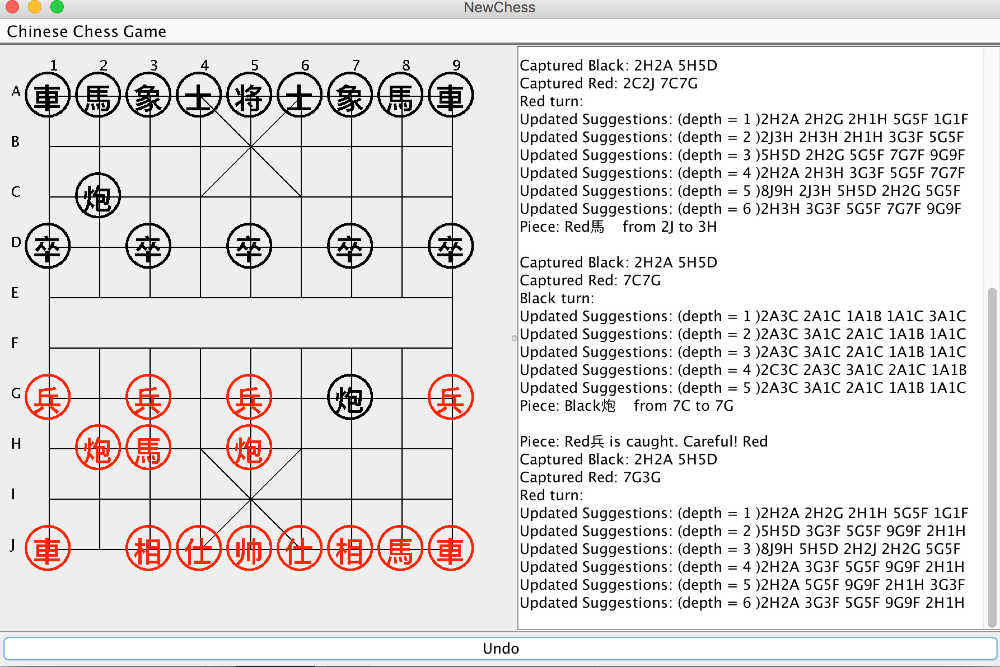 NewChess
Chinese Chess Game
1 2 3 4 5 6 7 8 9
A 車 馬 象 士 将 士 象 馬 車
B
C 炮
D 卒 卒 卒 卒 卒
E
F
G 兵 兵 兵 炮 兵
H 炮 馬 炮
I
J 車 相 仕 帅 仕 相 馬 車
Captured Black: 2H2A 5H5D
Captured Red: 2C2J 7C7G
Red turn:
Updated Suggestions: (depth = 1 )2H2A 2H2G 2H1H 5G5F 1G1F
Updated Suggestions: (depth = 2 )2J3H 2H3H 2H1H 3G3F 5G5F
Updated Suggestions: (depth = 3 )5H5D 2H2G 5G5F 7G7F 9G9F
Updated Suggestions: (depth = 4 )2H2A 2H3H 3G3F 5G5F 7G7F
Updated Suggestions: (depth = 5 )8J9H 2J3H 5H5D 2H2G 5G5F
Updated Suggestions: (depth = 6 )2H3H 3G3F 5G5F 7G7F 9G9F
Piece: Red馬 from 2J to 3H
Captured Black: 2H2A 5H5D
Captured Red: 7C7G
Black turn:
Updated Suggestions: (depth = 1 )2A3C 2A1C 1A1B 1A1C 3A1C
Updated Suggestions: (depth = 2 )2A3C 3A1C 2A1C 1A1B 1A1C
Updated Suggestions: (depth = 3 )2A3C 3A1C 2A1C 1A1B 1A1C
Updated Suggestions: (depth = 4 )2C3C 2A3C 3A1C 2A1C 1A1B
Updated Suggestions: (depth = 5 )2A3C 3A1C 2A1C 1A1B 1A1C
Piece: Black炮 from 7C to 7G
Piece: Red兵 is caught. Careful! Red
Captured Black: 2H2A 5H5D
Captured Red: 7G3G
Red turn:
Updated Suggestions: (depth = 1 )2H2A 2H2G 2H1H 5G5F 1G1F
Updated Suggestions: (depth = 2 )5H5D 3G3F 5G5F 9G9F 2H1H
Updated Suggestions: (depth = 3 )8J9H 5H5D 2H2J 2H2G 5G5F
Updated Suggestions: (depth = 4 )2H2A 3G3F 5G5F 9G9F 2H1H
Updated Suggestions: (depth = 5 )2H2A 5G5F 9G9F 2H1H 3G3F
Updated Suggestions: (depth = 6 )2H2A 3G3F 5G5F 9G9F 2H1H
Undo